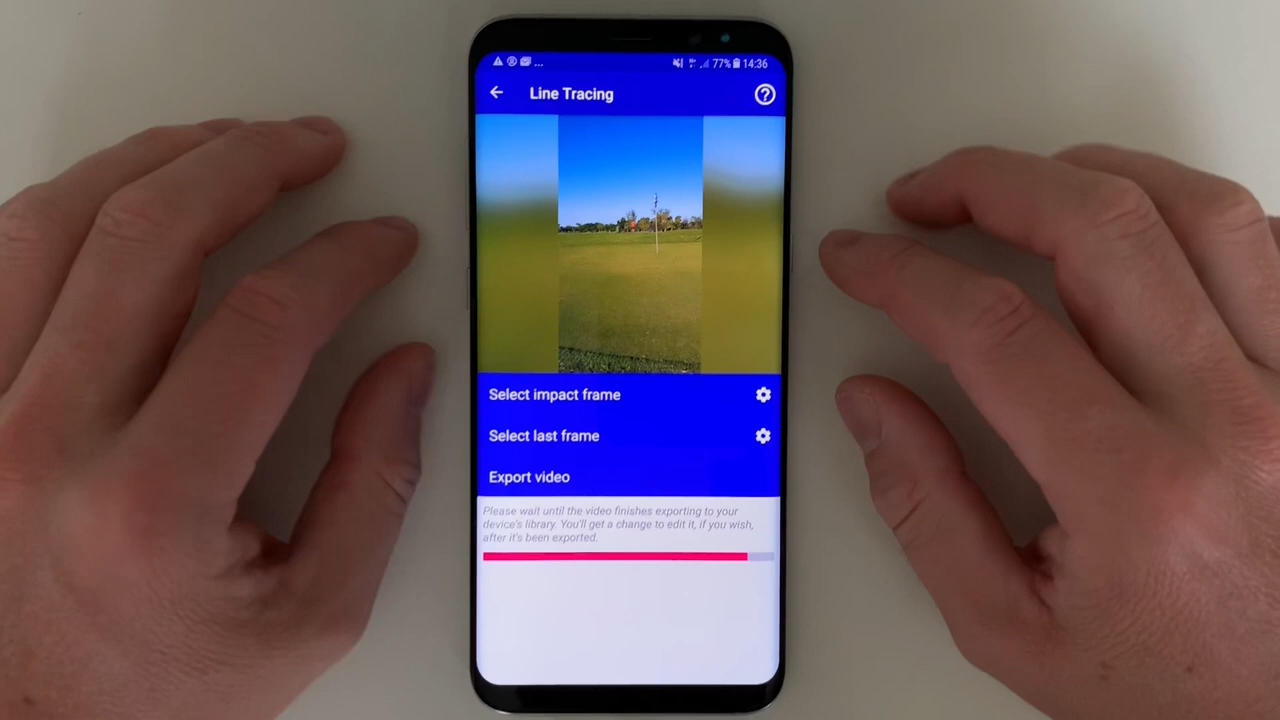 ... 77% 14:36
Line Tracing
Select impact frame
Select last frame
Export video
Please wait until the video finishes exporting to your
device's library. You'll get a change to edit it, if you wish,
after it's been exported.